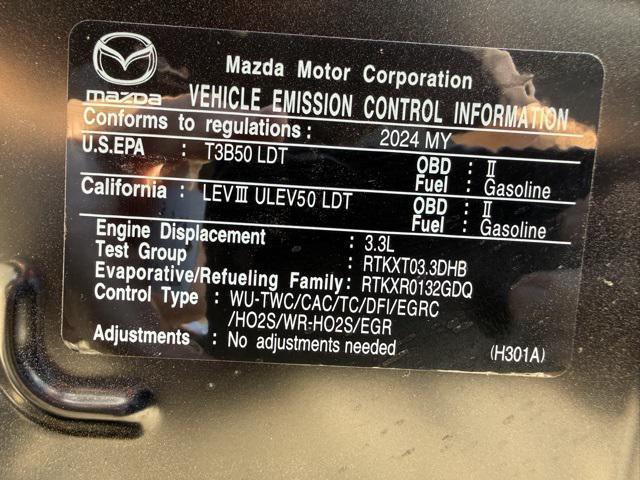 Mazda Motor Corporation
mazda VEHICLE EMISSION CONTROL INFORMATION
Conforms to regulations : 2024 MY
U.S.EPA : T3B50 LDT OBD : II
Fuel : Gasoline
California : LEVIII ULEV50 LDT OBD : II
Fuel : Gasoline
Engine Displacement : 3.3L
Test Group : RTKXT03.3DHB
Evaporative/Refueling Family: RTKXR0132GDQ
Control Type : WU-TWC/CAC/TC/DFI/EGRC
/HO2S/WR-HO2S/EGR
Adjustments : No adjustments needed (H301A)